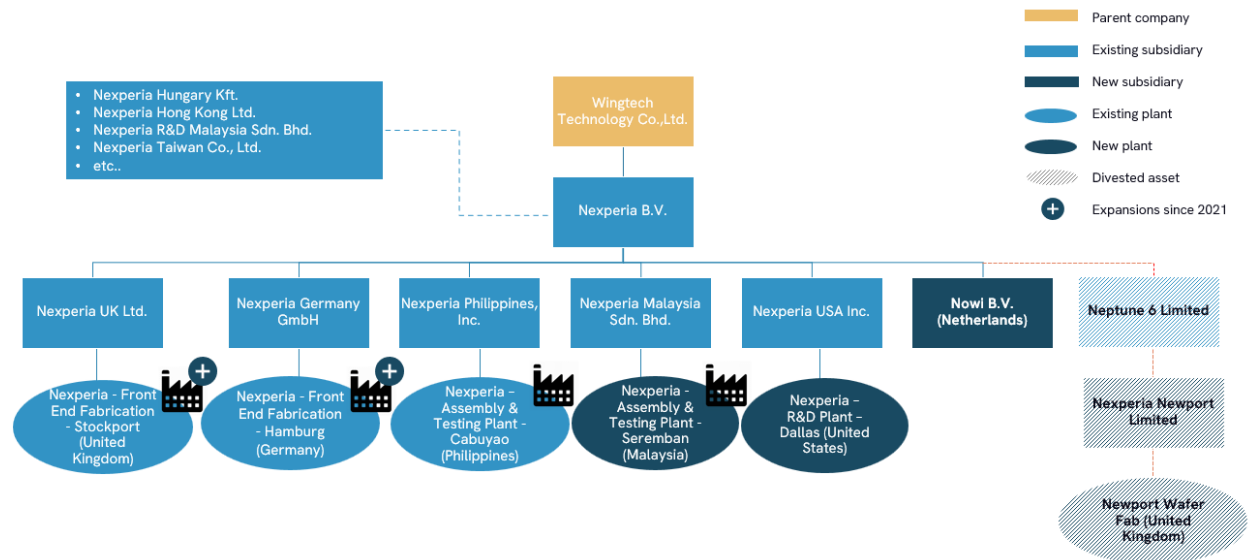 Parent company
Existing subsidiary
New subsidiary
Existing plant
New plant
Divested asset
Expansions since 2021
• Nexperia Hungary Kft.
• Nexperia Hong Kong Ltd.
• Nexperia R&D Malaysia Sdn. Bhd.
• Nexperia Taiwan Co., Ltd.
• etc..
Wingtech
Technology Co.,Ltd.
Nexperia B.V.
Nexperia UK Ltd.
Nexperia Germany
GmbH
Nexperia Philippines,
Inc.
Nexperia Malaysia
Sdn. Bhd.
Nexperia USA Inc.
Nowi B.V.
(Netherlands)
Neptune 6 Limited
Nexperia - Front
End Fabrication
- Stockport
(United
Kingdom)
Nexperia - Front
End Fabrication
- Hamburg
(Germany)
Nexperia –
Assembly &
Testing Plant -
Cabuyao
(Philippines)
Nexperia -
Assembly &
Testing Plant -
Seremban
(Malaysia)
Nexperia –
R&D Plant –
Dallas (United
States)
Nexperia Newport
Limited
Newport Wafer
Fab (United
Kingdom)